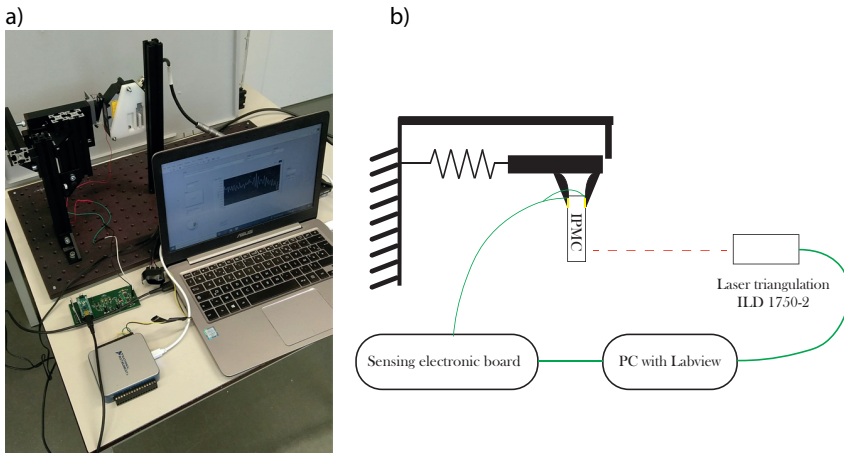 a)
b)
ASUS
IPMC
Laser triangulation
ILD 1750-2
Sensing electronic board
PC with Labview